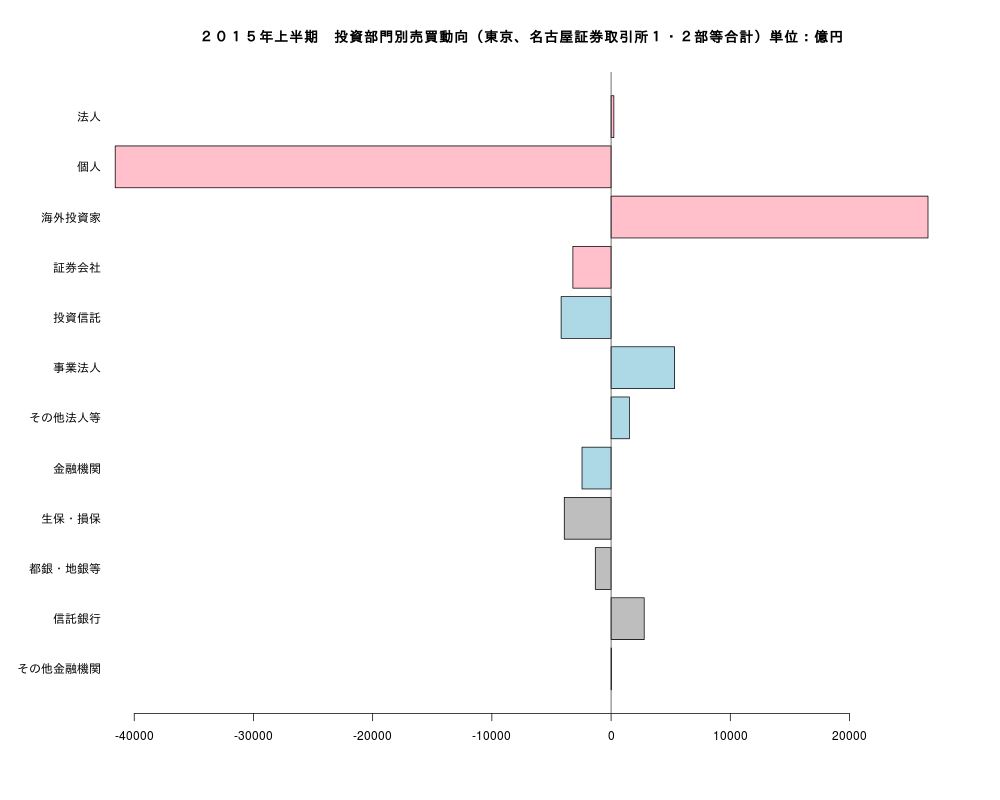 ２０１５年上半期　投資部門別売買動向（東京、名古屋証券取引所１・２部等合計）単位：億円
法人
個人
海外投資家
証券会社
投資信託
事業法人
その他法人等
金融機関
生保・損保
都銀・地銀等
信託銀行
その他金融機関
-40000 -30000 -20000 -10000 0 10000 20000